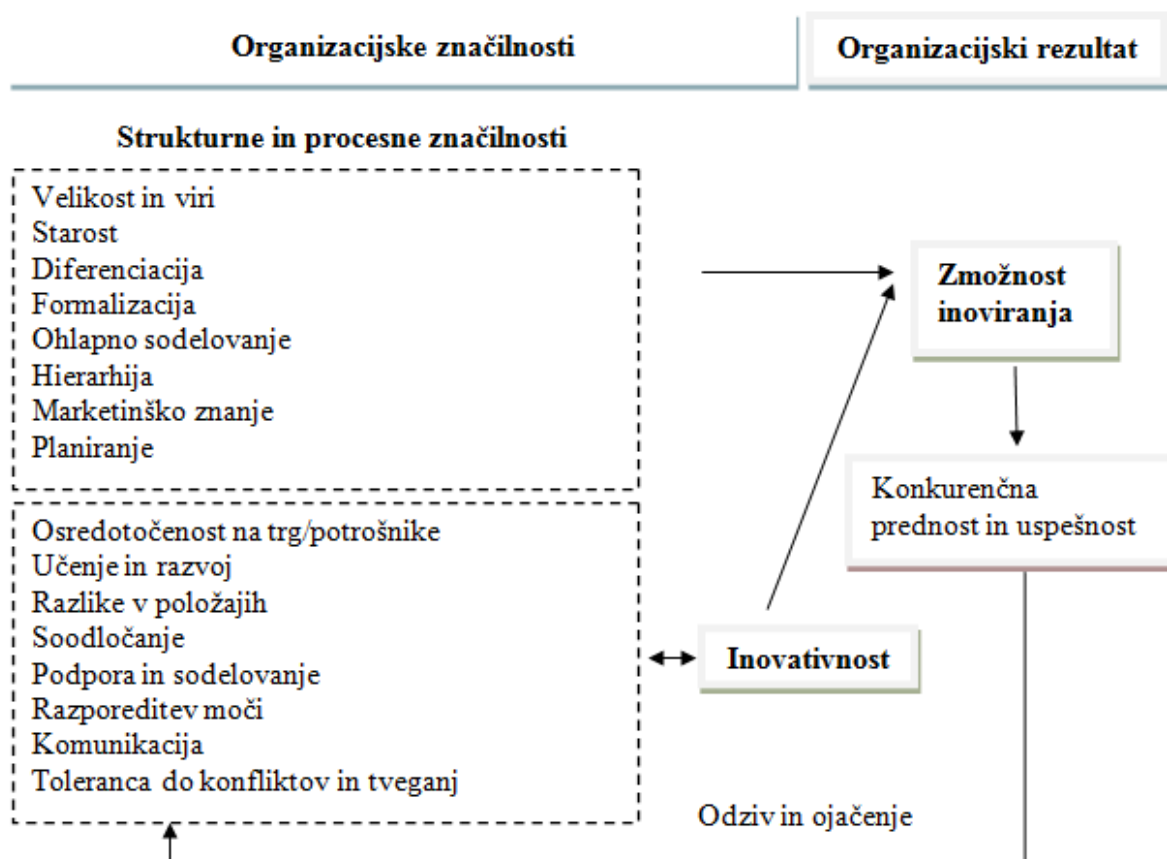 Organizacijske značilnosti
Organizacijski rezultat
Strukturne in procesne značilnosti
Velikost in viri
Starost
Diferenciacija
Formalizacija
Ohlapno sodelovanje
Hierarhija
Marketinško znanje
Planiranje
Zmožnost
inoviranja
Konkurenčna
prednost in uspešnost
Osredotočenost na trg/potrošnike
Učenje in razvoj
Razlike v položajih
Soodločanje
Podpora in sodelovanje
Razporeditev moči
Komunikacija
Toleranca do konfliktov in tveganj
Inovativnost
Odziv in ojačenje